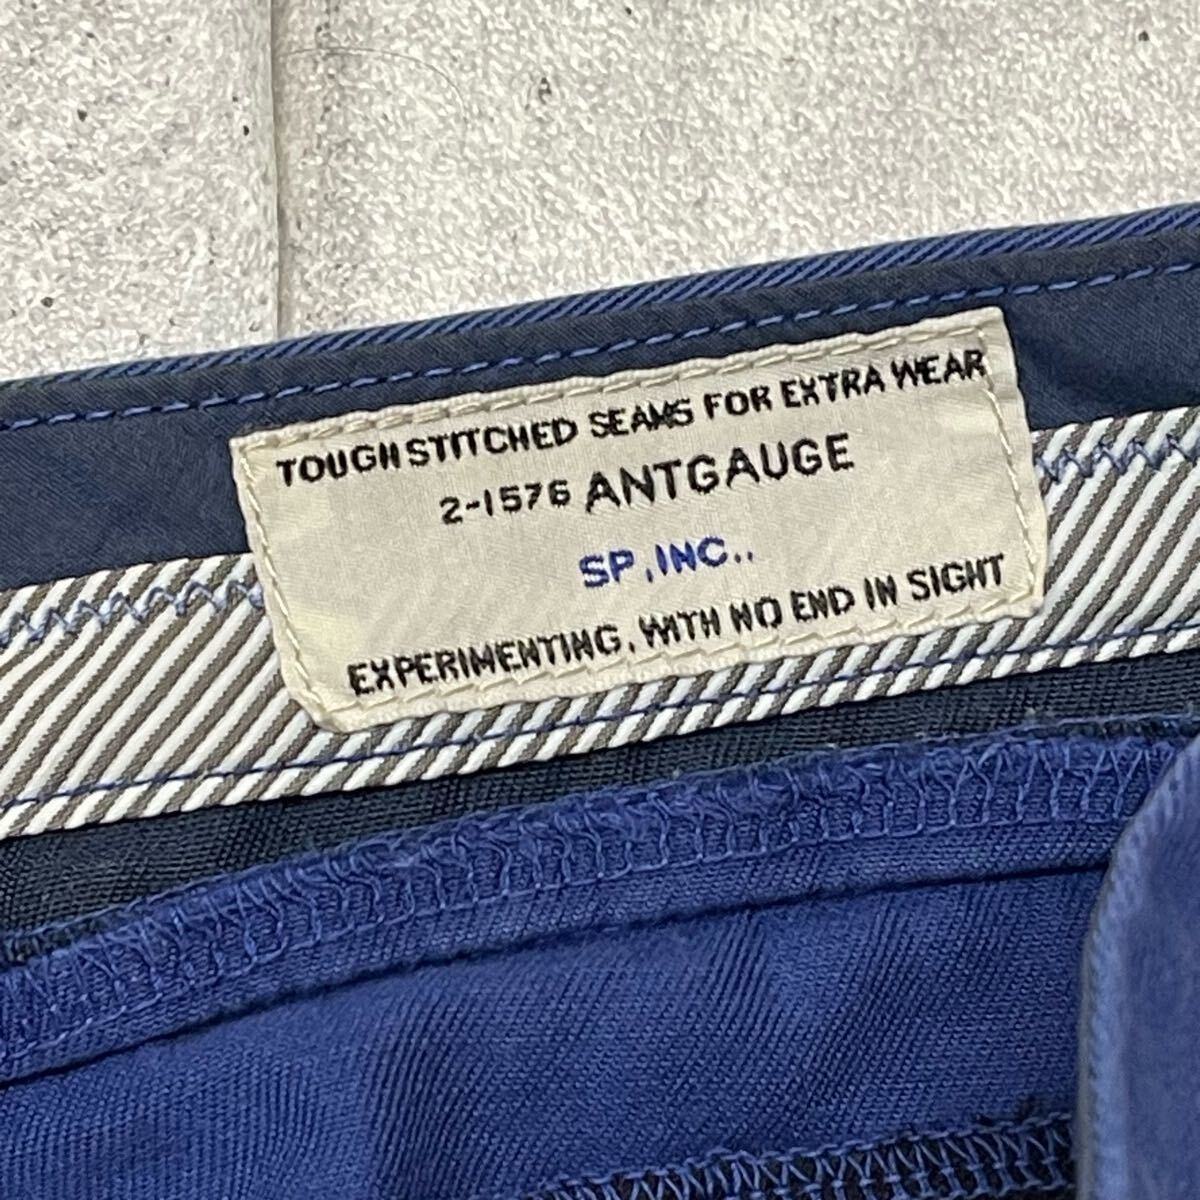 TOUGH STITCHED SEAMS FOR EXTRA WEAR
2-1576 ANTGAUGE
SP.INC..
EXPERIMENTING. WITH NO END IN SIGHT